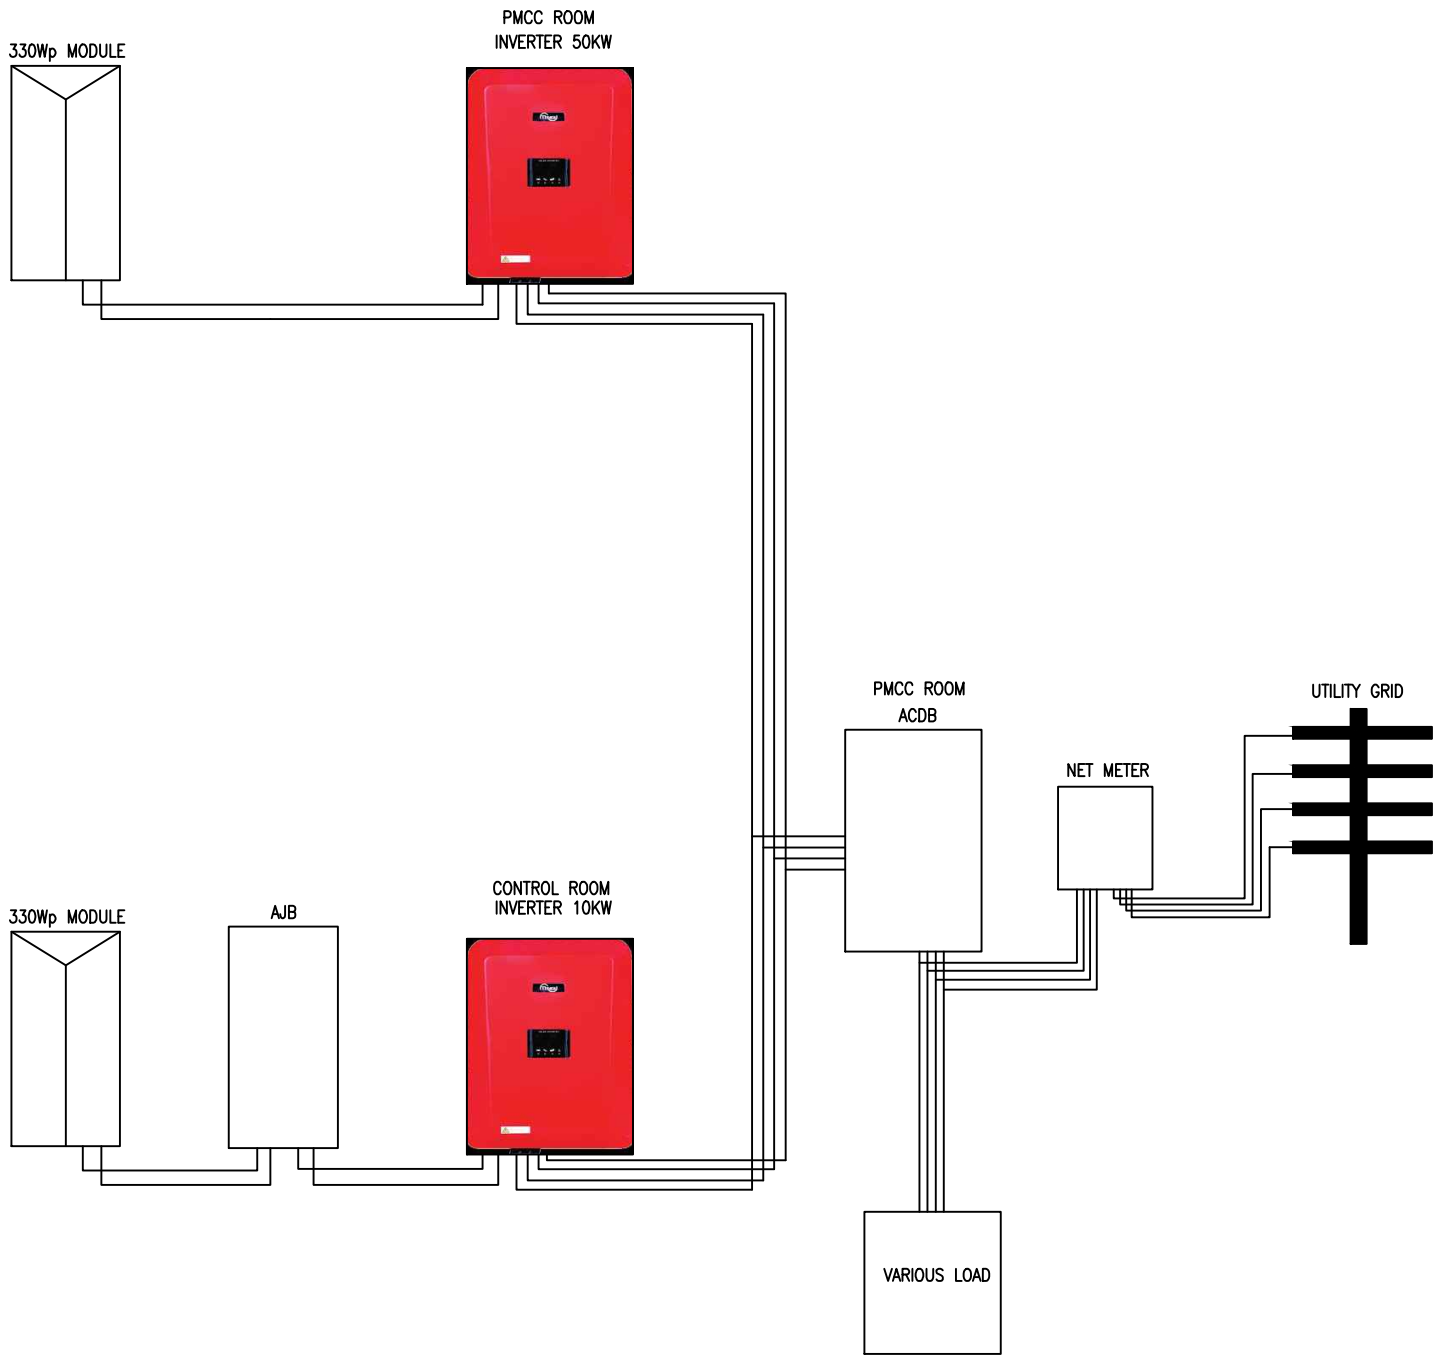 PMCC ROOM
INVERTER 50KW
330Wp MODULE
PMCC ROOM
ACDB
UTILITY GRID
NET METER
CONTROL ROOM
INVERTER 10KW
AJB
330Wp MODULE
VARIOUS LOAD